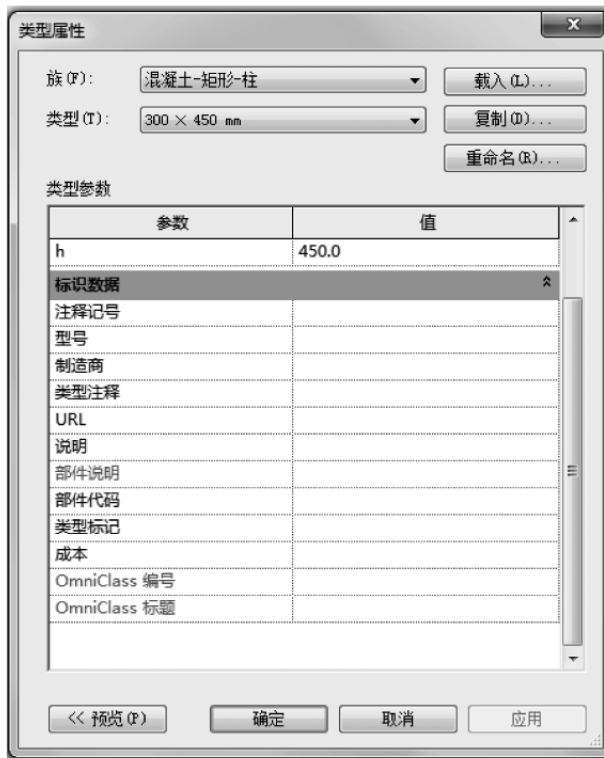 类型属性
族(F): 混凝土-矩形-柱 载入(L)...
类型(T): 300 × 450 mm 复制(D)...
重命名(R)...
类型参数
参数 值
h 450.0
标识数据
注释记号
型号
制造商
类型注释
URL
说明
部件说明
部件代码
类型标记
成本
OmniClass 编号
OmniClass 标题
<< 预览(P) 确定 取消 应用